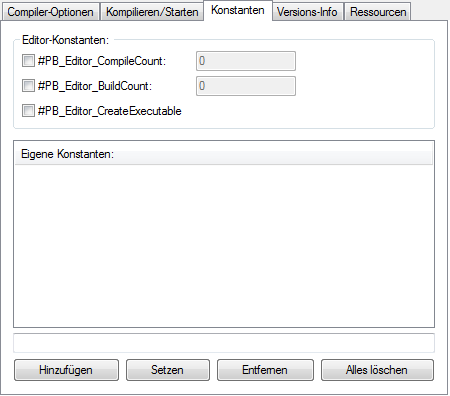 Compiler-Optionen Kompilieren/Starten Konstanten Versions-Info Ressourcen
Editor-Konstanten:
#PB_Editor_CompileCount: 0
#PB_Editor_BuildCount: 0
#PB_Editor_CreateExecutable
Eigene Konstanten:
Hinzufügen Setzen Entfernen Alles löschen